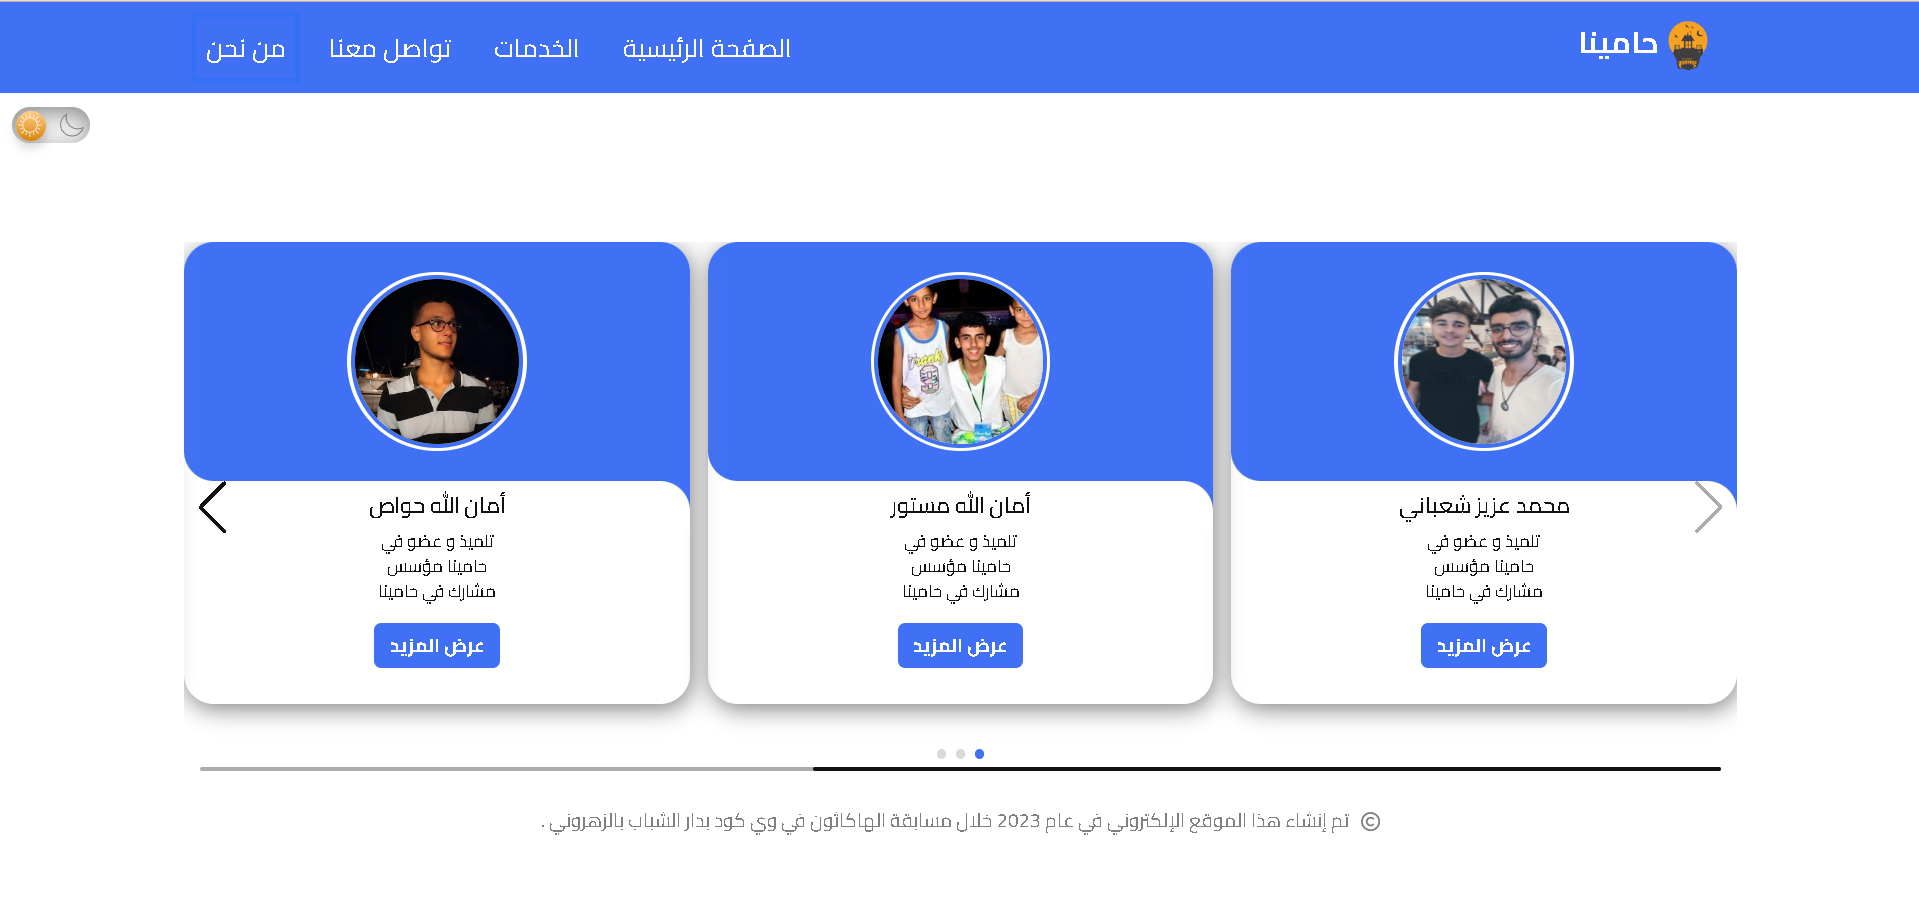 حامينا
الصفحة الرئيسية
الخدمات
تواصل معنا
من نحن
محمد عزيز شعباني
تلميذ و عضو في
حامينا مؤسس
مشارك في حامينا
عرض المزيد
أمان الله مستور
تلميذ و عضو في
حامينا مؤسس
مشارك في حامينا
عرض المزيد
أمان الله حواص
تلميذ و عضو في
حامينا مؤسس
مشارك في حامينا
عرض المزيد
© تم إنشاء هذا الموقع الإلكتروني في عام 2023 خلال مسابقة الهاكاثون في وي كود بدار الشباب بالزهروني .